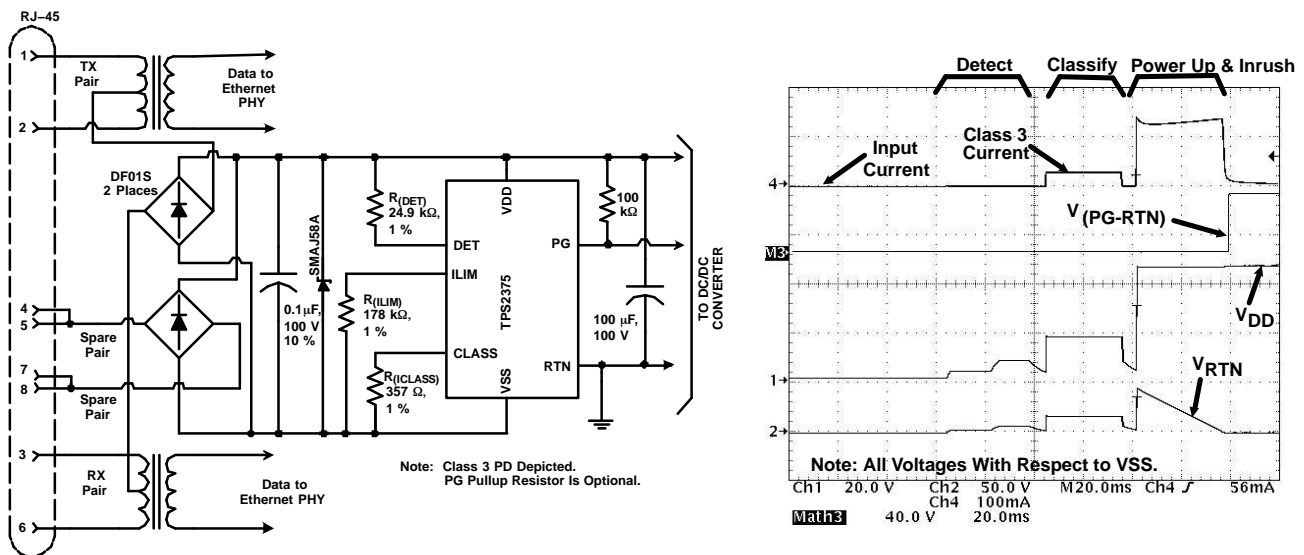 RJ–45
1
TX
Pair
2
Data to
Ethernet
PHY
DF01S
2 Places
4
5
Spare
Pair
7
8
Spare
Pair
3
RX
Pair
6
Data to
Ethernet PHY
0.1μF,
100 V
10 %
SMAJ58A
R(DET)
24.9 kΩ,
1 %
R(ILIM)
178 kΩ,
1 %
R(ICLASS)
357 Ω,
1 %
VDD
DET
PG
ILIM
TPS2375
CLASS
RTN
VSS
100
kΩ
100 μF,
100 V
TO DC/DC
CONVERTER
Note: Class 3 PD Depicted.
PG Pullup Resistor Is Optional.
Detect
Classify
Power Up & Inrush
Input
Current
Class 3
Current
V(PG-RTN)
VDD
VRTN
4
M3
1
2
Note: All Voltages With Respect to VSS.
Ch1 20.0 V Ch2 50.0 V M20.0ms Ch4 56mA
Ch4 100mA
Math3 40.0 V 20.0ms